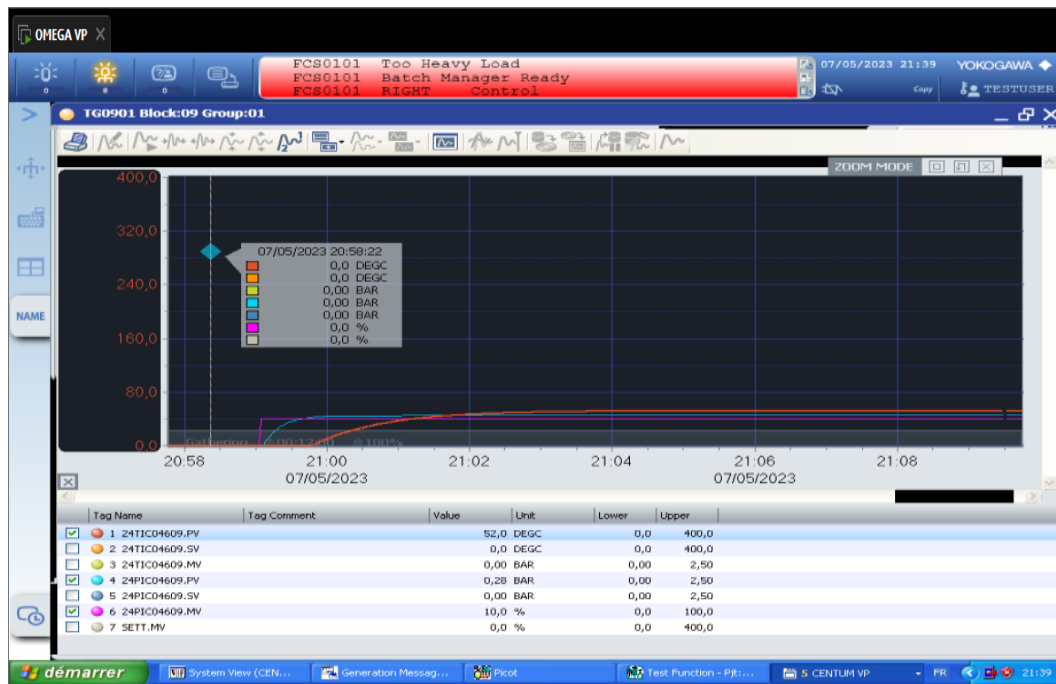 OMEGA VP
FCS0101 Too Heavy Load
FCS0101 Batch Manager Ready
FCS0101 RIGHT Control
07/05/2023 21:39 YOKOGAWA
Copy TESTUSER
TG0901 Block:09 Group:01
ZOOM MODE
400,0
320,0
240,0
160,0
80,0
0,0
07/05/2023 20:58:22
0,0 DEGC
0,0 DEGC
0,00 BAR
0,00 BAR
0,00 BAR
0,0 %
0,0 %
NAME
Gathering 00:12:00 100%
20:58 21:00 21:02 21:04 21:06 21:08
07/05/2023 07/05/2023
Tag Name Tag Comment Value Unit Lower Upper
1 24TIC04609.PV 52,0 DEGC 0,0 400,0
2 24TIC04609.SV 0,0 DEGC 0,0 400,0
3 24TIC04609.MV 0,00 BAR 0,00 2,50
4 24PIC04609.PV 0,28 BAR 0,00 2,50
5 24PIC04609.SV 0,00 BAR 0,00 2,50
6 24PIC04609.MV 10,0 % 0,0 100,0
7 SETT.MV 0,0 % 0,0 400,0
démarrer System View (CEN... Generation Messag... Picot Test Function - Pjt:... 5 CENTUM VP FR 21:39